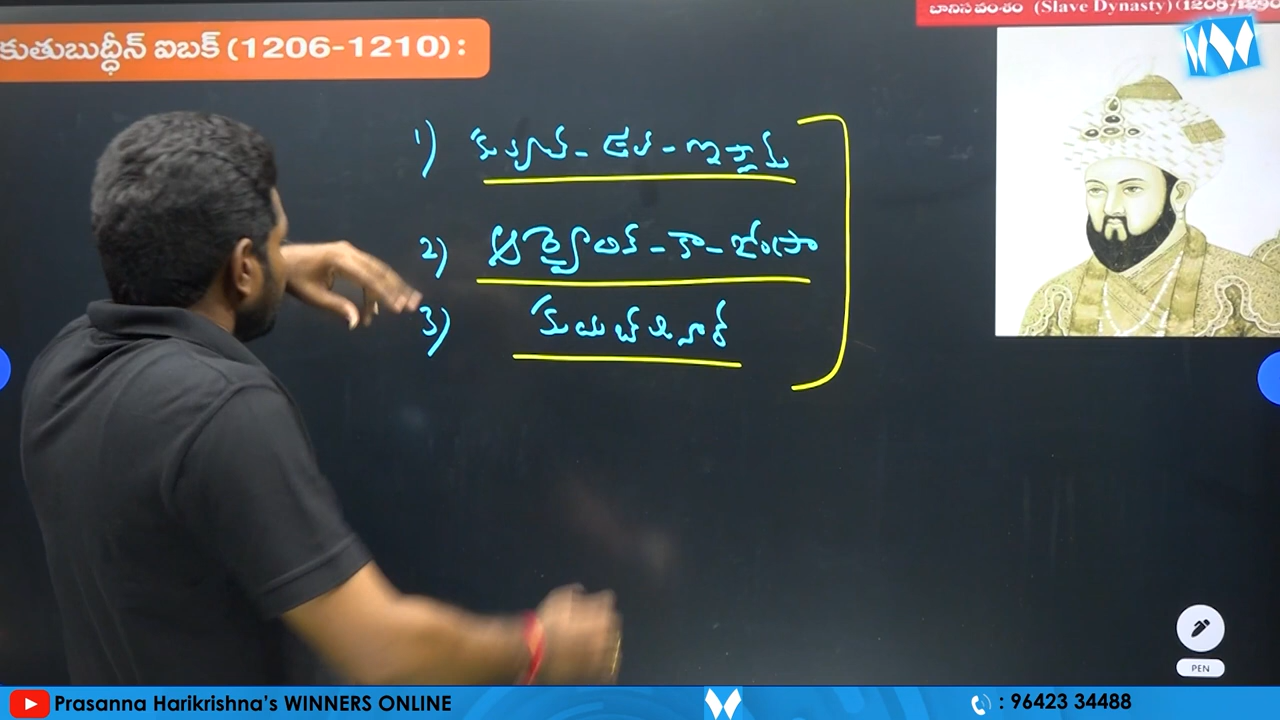 బానిస వంశం (Slave Dynasty) (1206-1290
కుతుబుద్ధీన్ ఐబక్ (1206-1210) :
1) కువ్వత్-ఉల్-ఇస్లామ్
2)
3) కుతుబ్ మినార్
PEN
Prasanna Harikrishna's WINNERS ONLINE
: 96423 34488